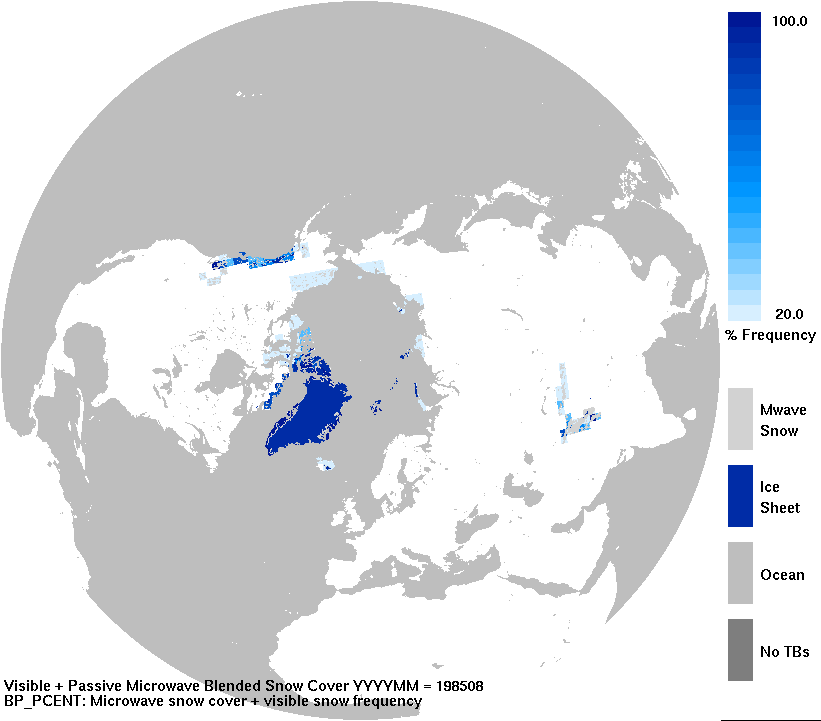 100.0
20.0
% Frequency
Mwave
Snow
Ice
Sheet
Ocean
No TBs
Visible + Passive Microwave Blended Snow Cover YYYYMM = 198508
BP_PCENT: Microwave snow cover + visible snow frequency